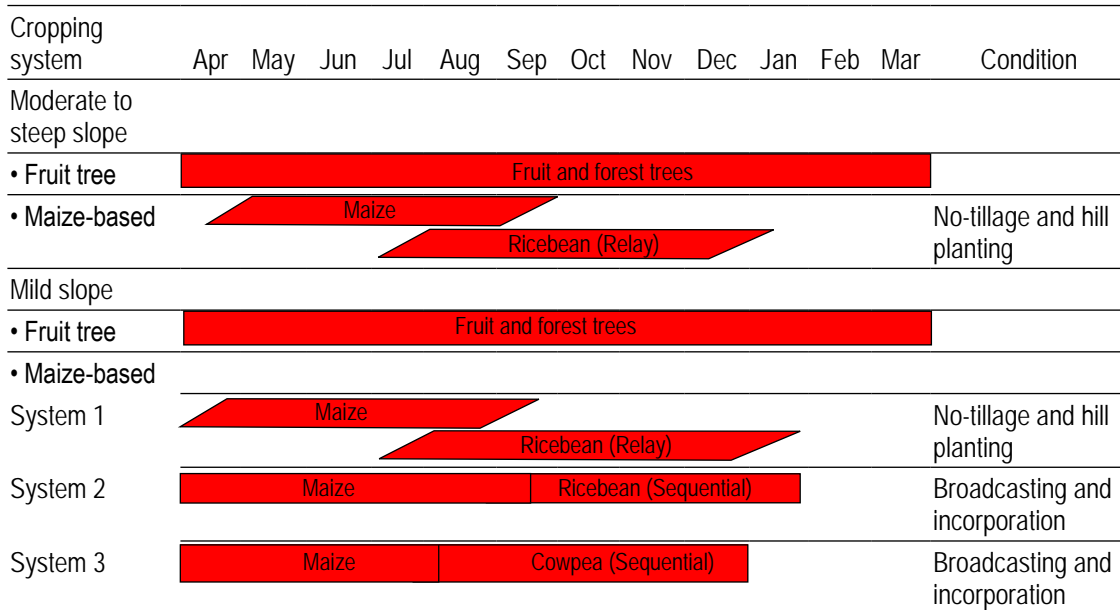 Cropping
system Apr May Jun Jul Aug Sep Oct Nov Dec Jan Feb Mar Condition
Moderate to
steep slope
• Fruit tree Fruit and forest trees
• Maize-based Maize No-tillage and hill
Ricebean (Relay) planting
Mild slope
• Fruit tree Fruit and forest trees
• Maize-based
System 1 Maize No-tillage and hill
Ricebean (Relay) planting
System 2 Maize Ricebean (Sequential) Broadcasting and
incorporation
System 3 Maize Cowpea (Sequential) Broadcasting and
incorporation